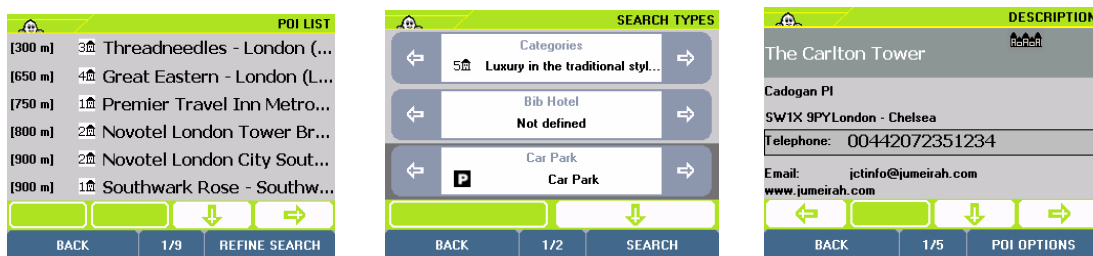 POI LIST
[300 m] 3 Threadneedles - London (...
[650 m] 4 Great Eastern - London (L...
[750 m] 1 Premier Travel Inn Metro...
[800 m] 2 Novotel London Tower Br...
[900 m] 2 Novotel London City Sout...
[900 m] 1 Southwark Rose - Southw...
BACK 1/9 REFINE SEARCH
SEARCH TYPES
Categories
5 Luxury in the traditional styl...
Bib Hotel
Not defined
Car Park
P Car Park
BACK 1/2 SEARCH
DESCRIPTION
The Carlton Tower
Cadogan Pl
SW1X 9PYLondon - Chelsea
Telephone: 00442072351234
Email: jctinfo@jumeirah.com
www.jumeirah.com
BACK 1/5 POI OPTIONS